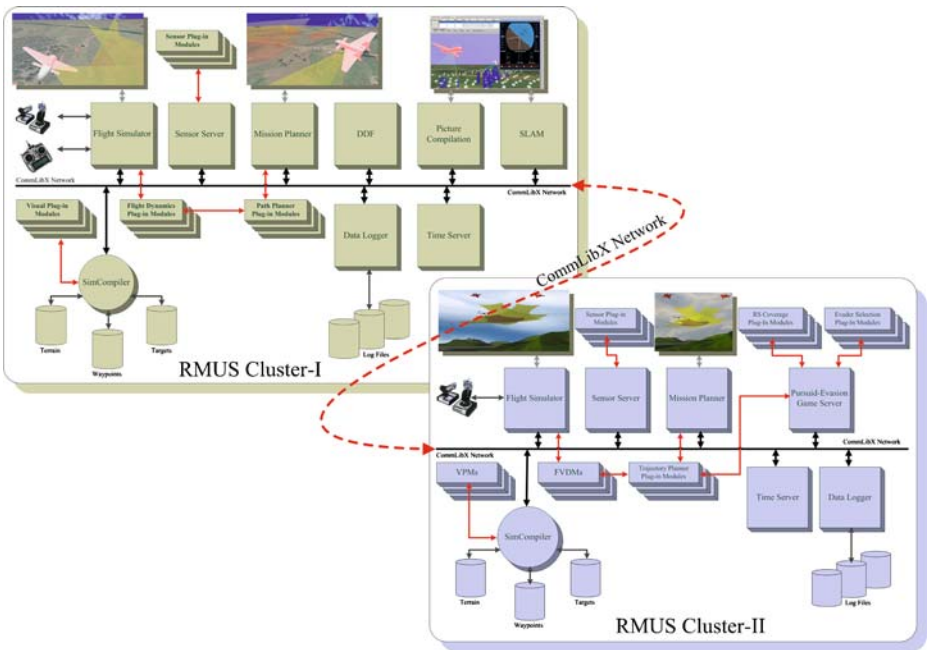 Sensor Plug-in
Modules
Flight Simulator
Sensor Server
Mission Planner
DDF
Picture
Compilation
SLAM
CommLibX Network
CommLibX Network
Visual Plug-in
Modules
Flight Dynamics
Plug-in Modules
Path Planner
Plug-in Modules
Data Logger
Time Server
SimCompiler
Terrain
Waypoints
Targets
Log Files
RMUS Cluster-I
CommLibX Network
Sensor Plug-in
Modules
RS Coverage
Plug-In Modules
Evader Selection
Plug-in Modules
Flight Simulator
Sensor Server
Mission Planner
Pursuid-Evasion
Game Server
CommLibX Network
CommLibX Network
VPMs
FVDMs
Trajectory Planner
Plug-in Modules
Time Server
Data Logger
SimCompiler
Terrain
Waypoints
Targets
Log Files
RMUS Cluster-II